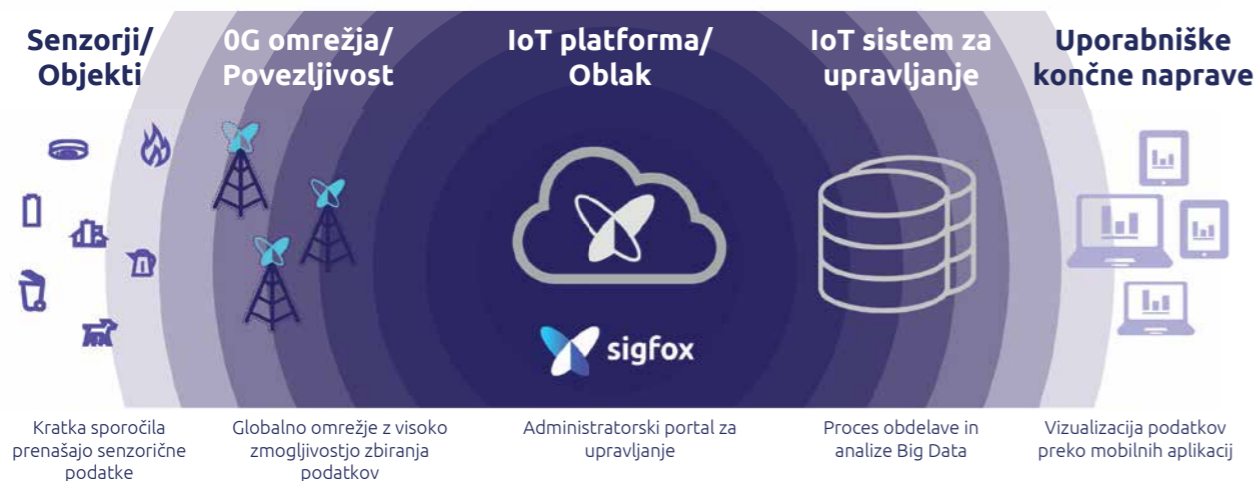 Senzorji/
Objekti
0G omrežja/
Povezljivost
IoT platforma/
Oblak
IoT sistem za
upravljanje
Uporabniške
končne naprave
sigfox
Kratka sporočila
prenašajo senzorične
podatke
Globalno omrežje z visoko
zmogljivostjo zbiranja
podatkov
Administratorski portal za
upravljanje
Proces obdelave in
analize Big Data
Vizualizacija podatkov
preko mobilnih aplikacij